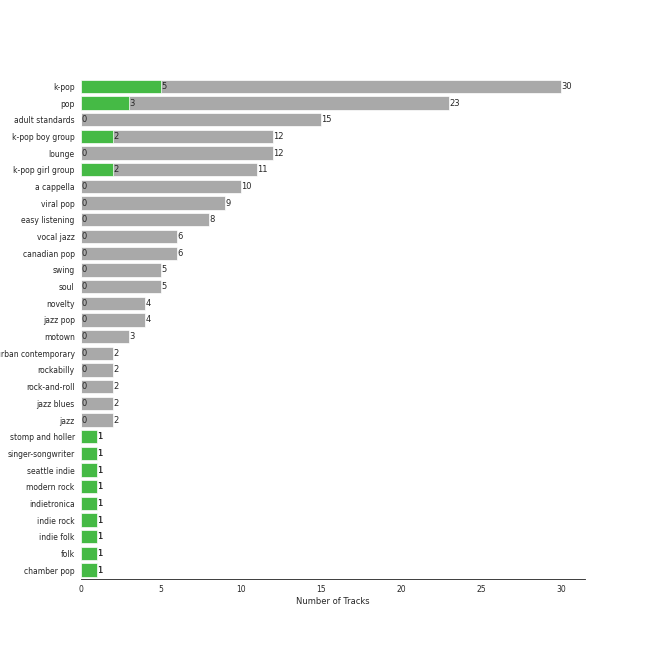 k-pop 5 30
pop 3 23
adult standards 0 15
k-pop boy group 2 12
lounge 0 12
k-pop girl group 2 11
a cappella 0 10
viral pop 0 9
easy listening 0 8
vocal jazz 0 6
canadian pop 0 6
swing 0 5
soul 0 5
novelty 0 4
jazz pop 0 4
motown 0 3
rban contemporary 0 2
rockabilly 0 2
rock-and-roll 0 2
jazz blues 0 2
jazz 0 2
stomp and holler 1
singer-songwriter 1
seattle indie 1
modern rock 1
indietronica 1
indie rock 1
indie folk 1
folk 1
chamber pop 1
0 5 10 15 20 25 30
Number of Tracks